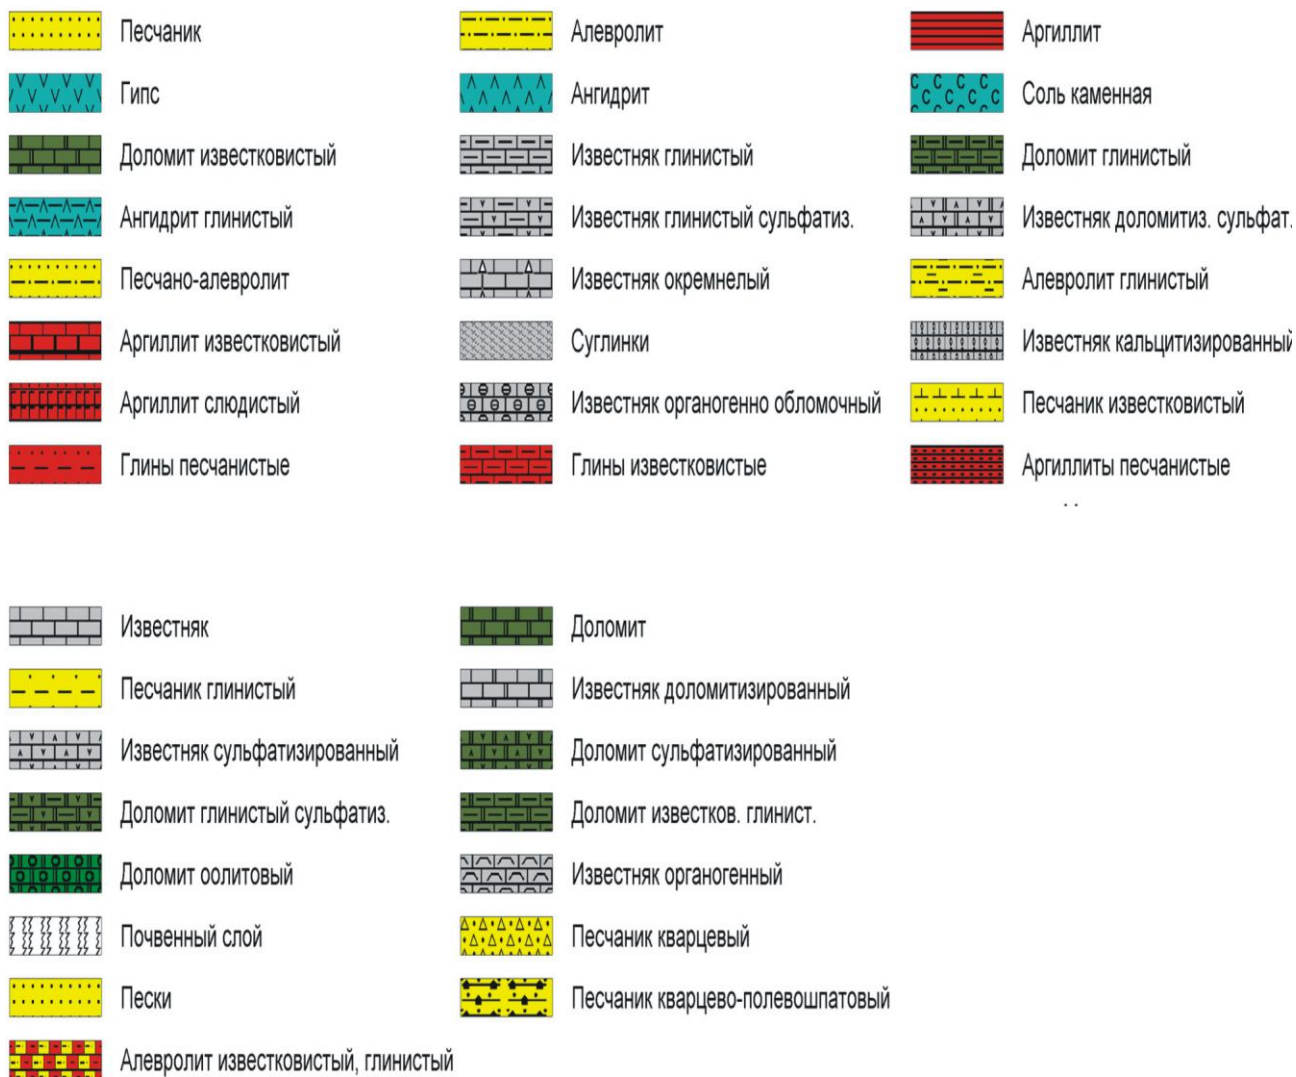 Песчаник Алевролит Аргиллит
Гипс Ангидрит Соль каменная
Доломит известковистый Известняк глинистый Доломит глинистый
Ангидрит глинистый Известняк глинистый сульфатиз. Известняк доломитиз. сульфат.
Песчано-алевролит Известняк окремнелый Алевролит глинистый
Аргиллит известковистый Суглинки Известняк кальцитизированный
Аргиллит слюдистый Известняк органогенно обломочный Песчаник известковистый
Глины песчанистые Глины известковистые Аргиллиты песчанистые
Известняк Доломит
Песчаник глинистый Известняк доломитизированный
Известняк сульфатизированный Доломит сульфатизированный
Доломит глинистый сульфатиз. Доломит известков. глинист.
Доломит оолитовый Известняк органогенный
Почвенный слой Песчаник кварцевый
Пески Песчаник кварцево-полевошпатовый
Алевролит известковистый, глинистый